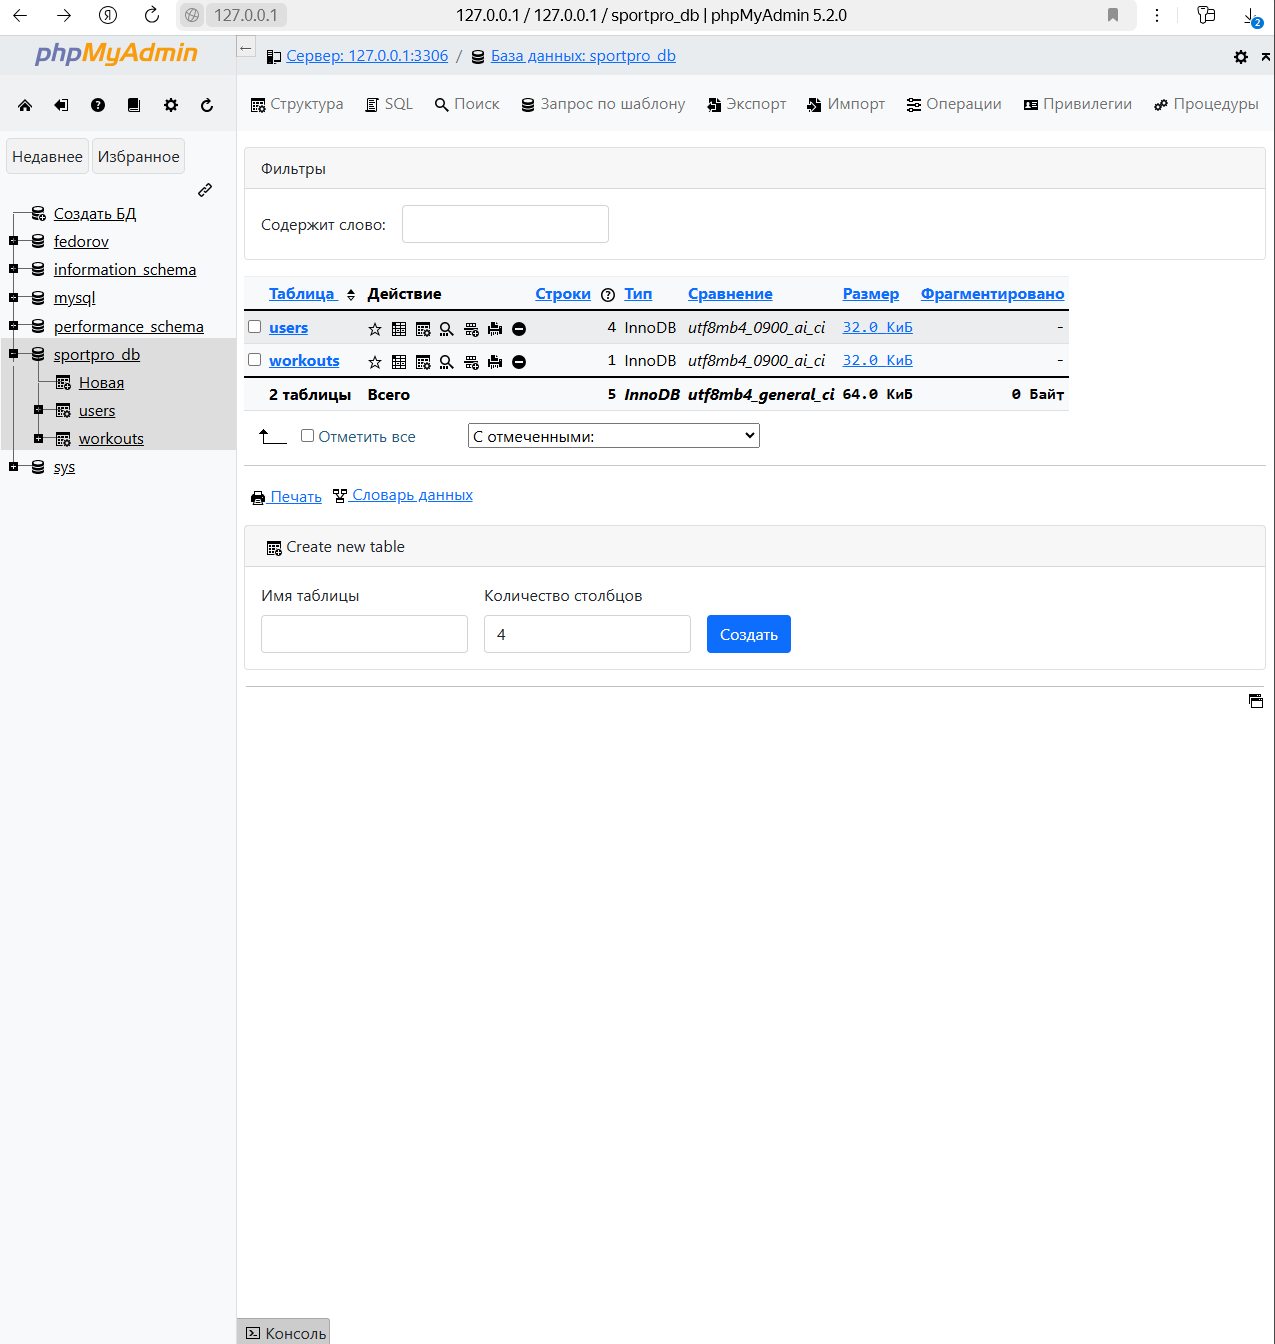 127.0.0.1
127.0.0.1 / 127.0.0.1 / sportpro_db | phpMyAdmin 5.2.0
2
phpMyAdmin
Сервер: 127.0.0.1:3306 / База данных: sportpro_db
Структура SQL Поиск Запрос по шаблону Экспорт Импорт Операции Привилегии Процедуры
Недавнее Избранное
Создать БД
fedorov
information_schema
mysql
performance_schema
sportpro_db
Новая
users
workouts
sys
Фильтры
Содержит слово:
Таблица Действие Строки Тип Сравнение Размер Фрагментировано
users 4 InnoDB utf8mb4_0900_ai_ci 32.0 КиБ -
workouts 1 InnoDB utf8mb4_0900_ai_ci 32.0 КиБ -
2 таблицы Всего 5 InnoDB utf8mb4_general_ci 64.0 КиБ 0 Байт
Отметить все С отмеченными:
Печать Словарь данных
Create new table
Имя таблицы Количество столбцов
4 Создать
Консоль